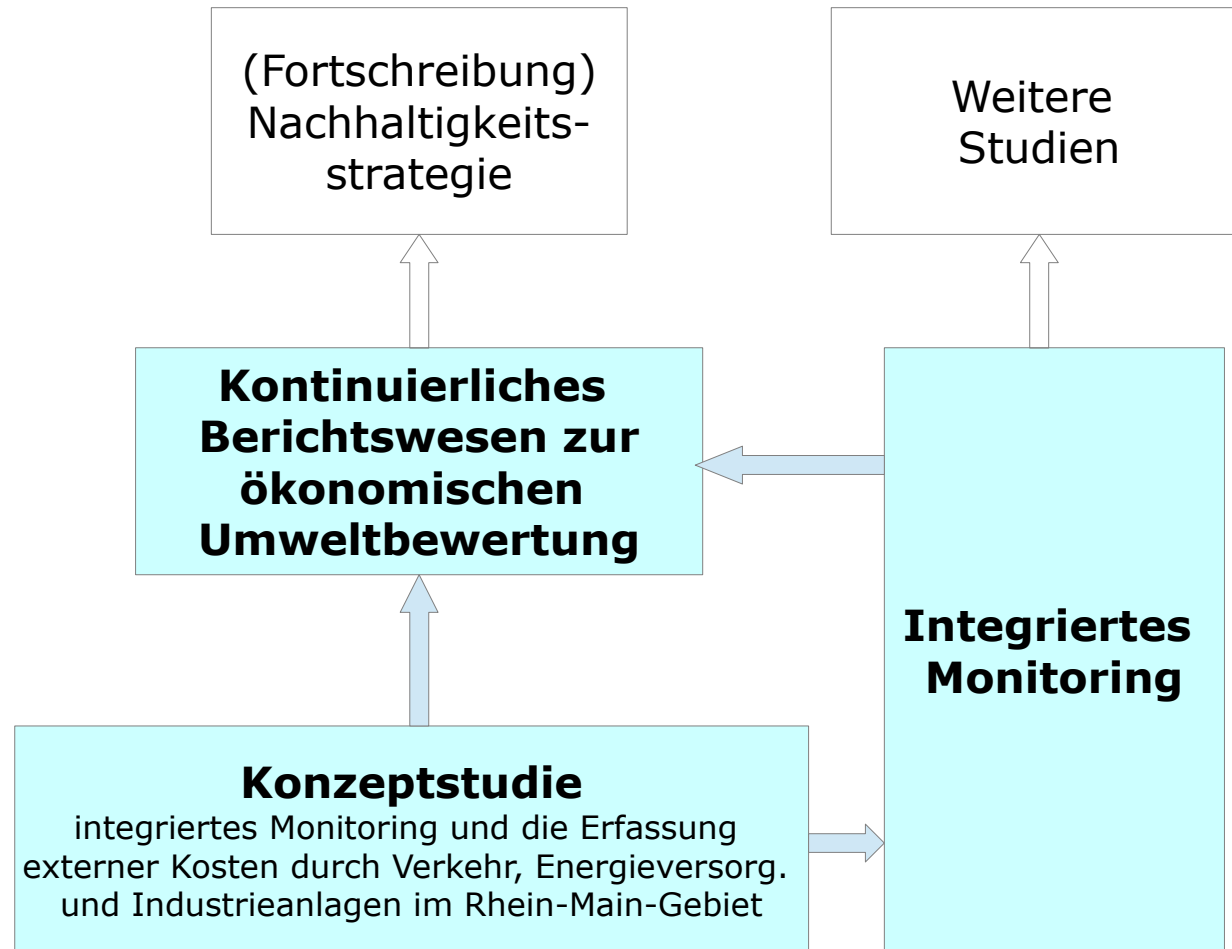 (Fortschreibung)
Nachhaltigkeits-
strategie
Weitere
Studien
Kontinuierliches
Berichtswesen zur
ökonomischen
Umweltbewertung
Integriertes
Monitoring
Konzeptstudie
integriertes Monitoring und die Erfassung
externer Kosten durch Verkehr, Energieversorg.
und Industrieanlagen im Rhein-Main-Gebiet